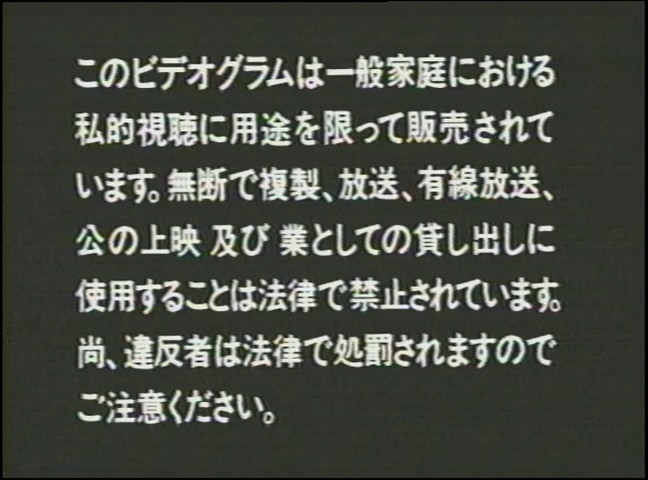 このビデオグラムは一般家庭における
私的視聴に用途を限って販売されて
います。無断で複製、放送、有線放送、
公の上映 及び 業としての貸し出しに
使用することは法律で禁止されています。
尚、違反者は法律で処罰されますので
ご注意ください。